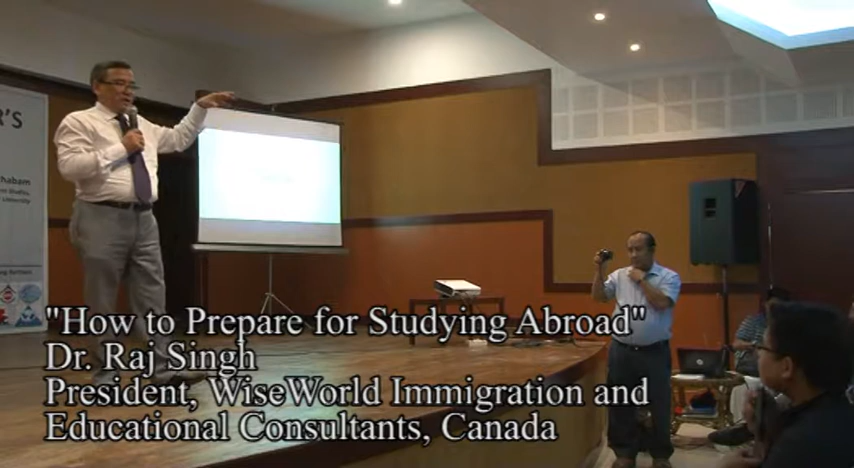 R'S
"How to Prepare for Studying Abroad"
Dr. Raj Singh
President, WiseWorld Immigration and
Educational Consultants, Canada